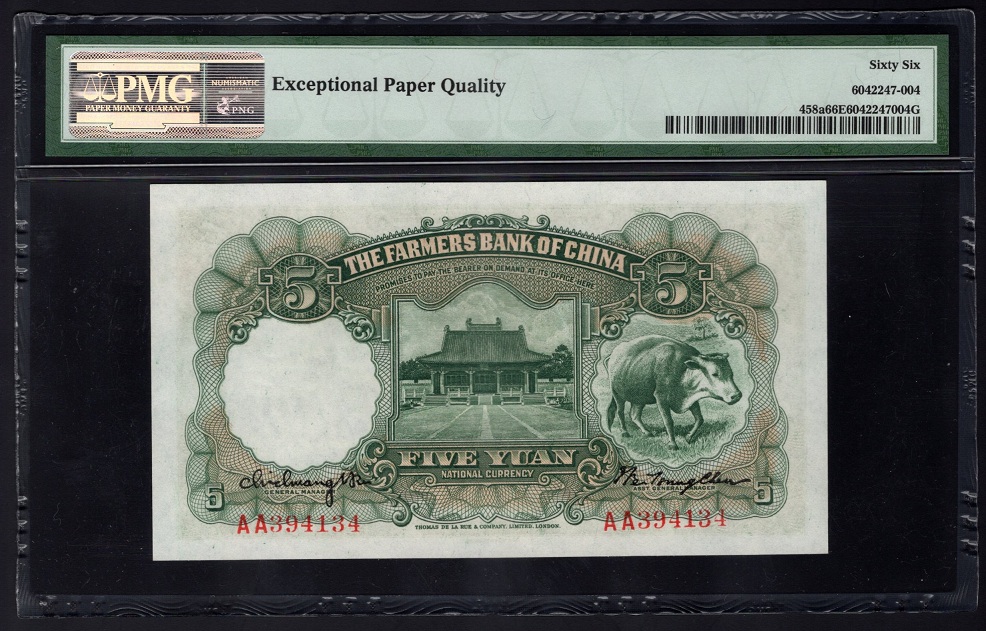 PMG
PAPER MONEY GUARANTY
NUMISMATIC
PNG
Exceptional Paper Quality
Sixty Six
6042247-004
458a66E6042247004G
THE FARMERS BANK OF CHINA
PROMISES TO PAY THE BEARER ON DEMAND AT ITS OFFICE HERE
5
5
FIVE YUAN
NATIONAL CURRENCY
GENERAL MANAGER
ASST. GENERAL MANAGER
5
5
AA394134
AA394134
THOMAS DE LA RUE & COMPANY, LIMITED, LONDON.